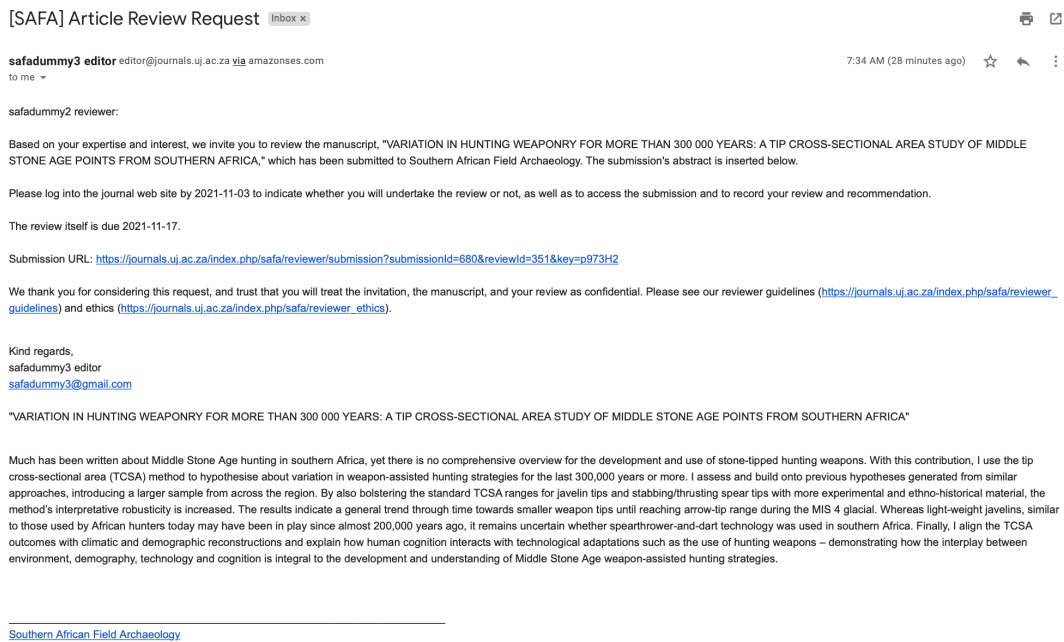 [SAFA] Article Review Request Inbox ×
safadummy3 editor editor@journals.uj.ac.za via amazonses.com 7:34 AM (28 minutes ago)
to me
safadummy2 reviewer:
Based on your expertise and interest, we invite you to review the manuscript, "VARIATION IN HUNTING WEAPONRY FOR MORE THAN 300 000 YEARS: A TIP CROSS-SECTIONAL AREA STUDY OF MIDDLE
STONE AGE POINTS FROM SOUTHERN AFRICA," which has been submitted to Southern African Field Archaeology. The submission's abstract is inserted below.
Please log into the journal web site by 2021-11-03 to indicate whether you will undertake the review or not, as well as to access the submission and to record your review and recommendation.
The review itself is due 2021-11-17.
Submission URL: https://journals.uj.ac.za/index.php/safa/reviewer/submission?submissionId=680&reviewId=351&key=p973H2
We thank you for considering this request, and trust that you will treat the invitation, the manuscript, and your review as confidential. Please see our reviewer guidelines (https://journals.uj.ac.za/index.php/safa/reviewer_
guidelines) and ethics (https://journals.uj.ac.za/index.php/safa/reviewer_ethics).
Kind regards,
safadummy3 editor
safadummy3@gmail.com
"VARIATION IN HUNTING WEAPONRY FOR MORE THAN 300 000 YEARS: A TIP CROSS-SECTIONAL AREA STUDY OF MIDDLE STONE AGE POINTS FROM SOUTHERN AFRICA"
Much has been written about Middle Stone Age hunting in southern Africa, yet there is no comprehensive overview for the development and use of stone-tipped hunting weapons. With this contribution, I use the tip
cross-sectional area (TCSA) method to hypothesise about variation in weapon-assisted hunting strategies for the last 300,000 years or more. I assess and build onto previous hypotheses generated from similar
approaches, introducing a larger sample from across the region. By also bolstering the standard TCSA ranges for javelin tips and stabbing/thrusting spear tips with more experimental and ethno-historical material, the
method's interpretative robusticity is increased. The results indicate a general trend through time towards smaller weapon tips until reaching arrow-tip range during the MIS 4 glacial. Whereas light-weight javelins, similar
to those used by African hunters today may have been in play since almost 200,000 years ago, it remains uncertain whether spearthrower-and-dart technology was used in southern Africa. Finally, I align the TCSA
outcomes with climatic and demographic reconstructions and explain how human cognition interacts with technological adaptations such as the use of hunting weapons – demonstrating how the interplay between
environment, demography, technology and cognition is integral to the development and understanding of Middle Stone Age weapon-assisted hunting strategies.
Southern African Field Archaeology